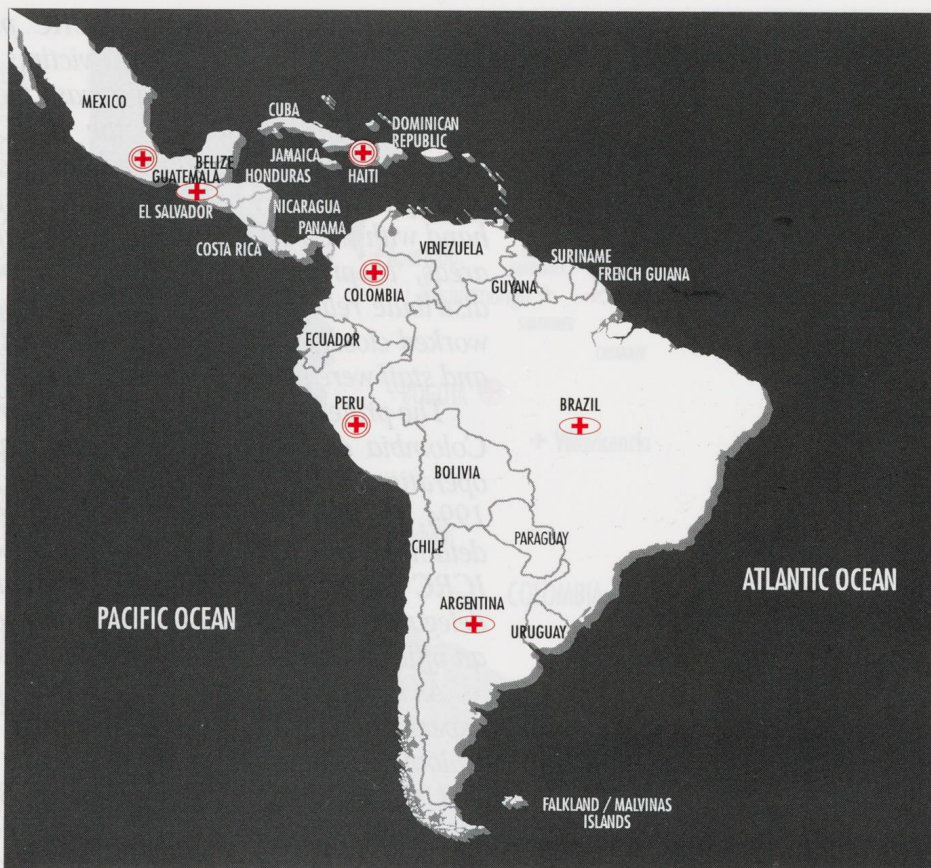 MEXICO
CUBA
DOMINICAN
REPUBLIC
JAMAICA
HAITI
BELIZE
GUATEMALA
HONDURAS
EL SALVADOR
NICARAGUA
COSTA RICA
PANAMA
VENEZUELA
SURINAME
GUYANA
FRENCH GUIANA
COLOMBIA
ECUADOR
PERU
BRAZIL
BOLIVIA
CHILE
PARAGUAY
ATLANTIC OCEAN
PACIFIC OCEAN
ARGENTINA
URUGUAY
FALKLAND / MALVINAS
ISLANDS